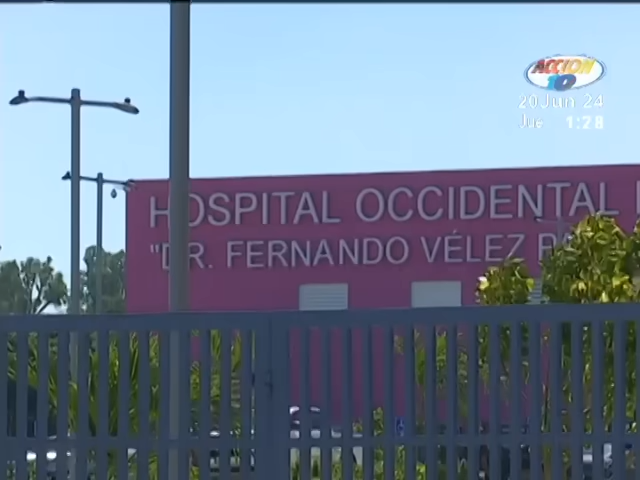 ACCION
10
20 Jun 24
Jue 1:28
HOSPITAL OCCIDENTAL
"DR. FERNANDO VÉLEZ